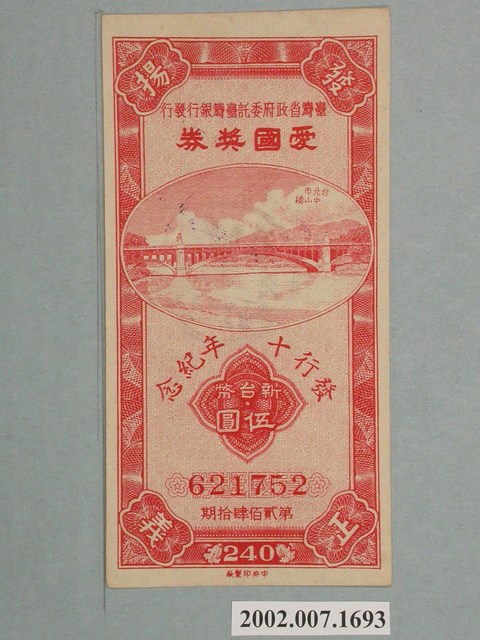 發揚
臺灣省政府委託臺灣銀行發行
愛國獎券
台北市
中山橋
發行十年紀念
新台幣
伍圓
621752
第貳佰肆拾期
正義
240
中央印製廠
2002.007.1693